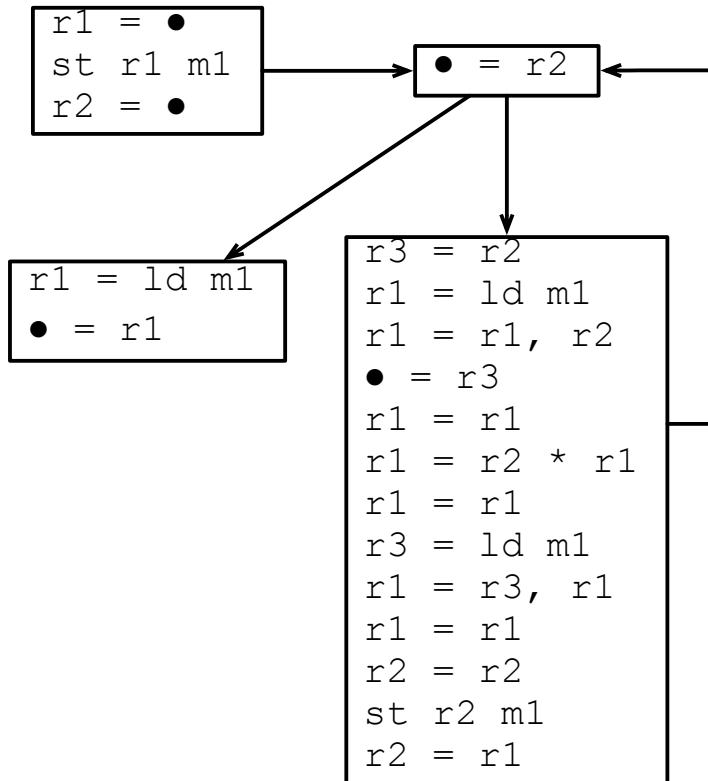 r1 = ●
st r1 m1
r2 = ●
● = r2
r1 = ld m1
● = r1
r3 = r2
r1 = ld m1
r1 = r1, r2
● = r3
r1 = r1
r1 = r2 * r1
r1 = r1
r3 = ld m1
r1 = r3, r1
r1 = r1
r2 = r2
st r2 m1
r2 = r1